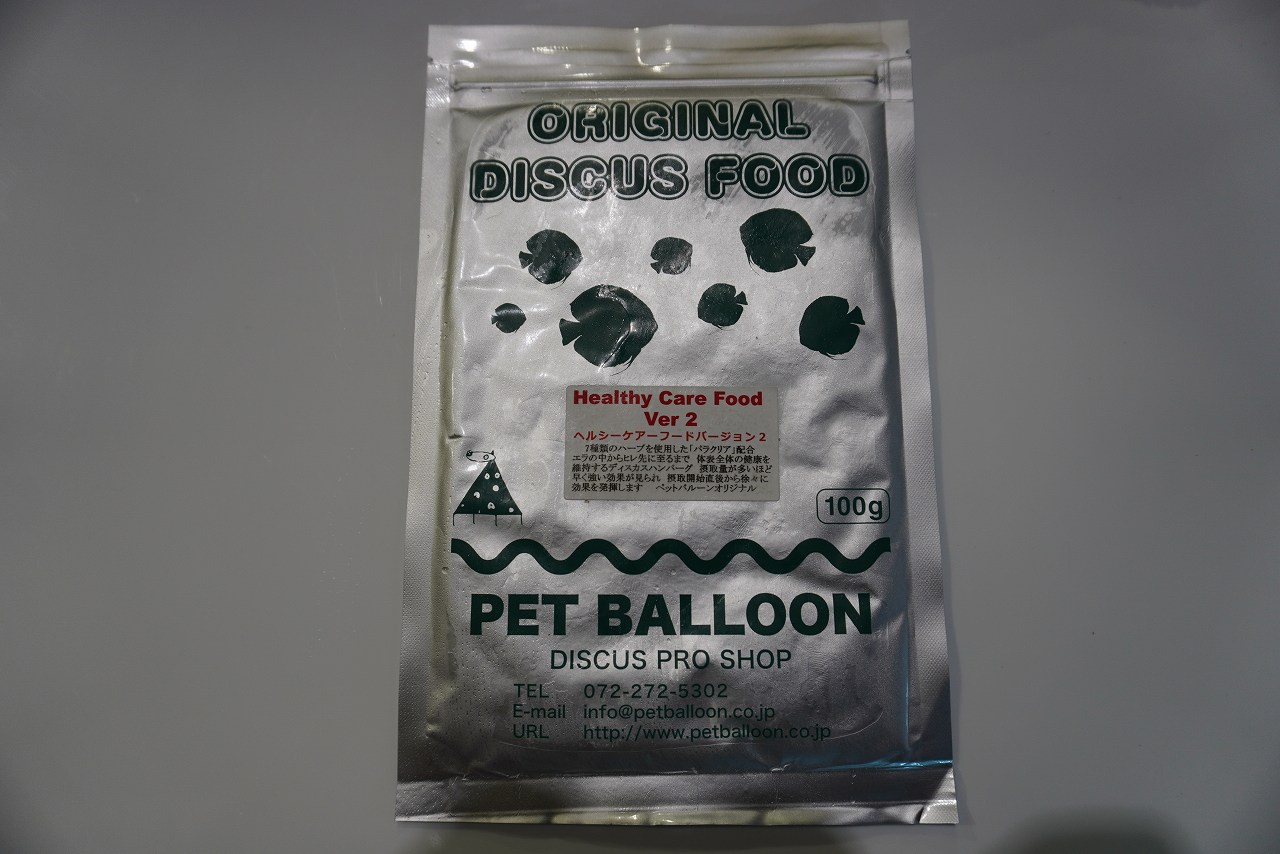 ORIGINAL
DISCUS FOOD
Healthy Care Food
Ver 2
ヘルシーケアーフードバージョン2
7種類のハーブを使用した「パラクリア」配合
エラの中からヒレ先に至るまで 体表全体の健康を
維持するディスカスハンバーグ 摂取量が多いほど
早く強い効果が見られ 摂取開始直後から徐々に
効果を発揮します ペットバルーンオリジナル
100g
PET BALLOON
DISCUS PRO SHOP
TEL 072-272-5302
E-mail info@petballoon.co.jp
URL http://www.petballoon.co.jp